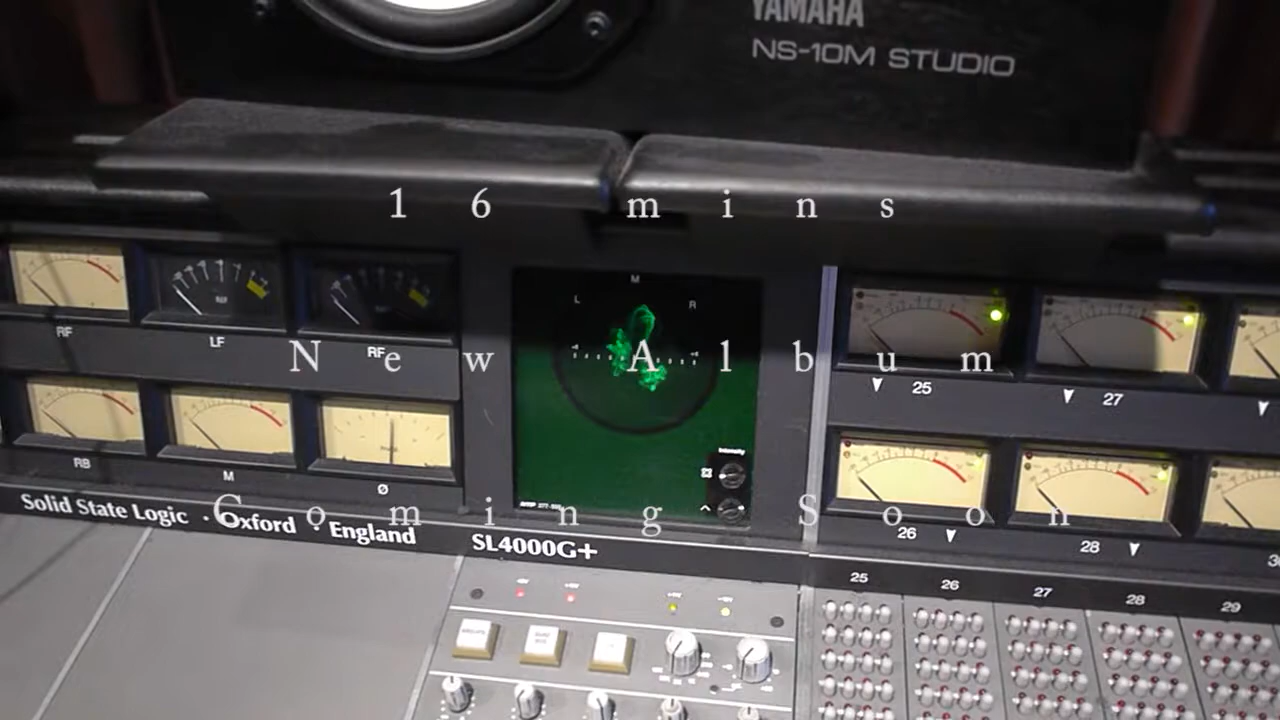 YAMAHA
NS-10M STUDIO
16 mins
M
L R
RF LF RF
New Album
25 27
RB M Ø
Intensity
Solid State Logic · Oxford · England
Coming Soon
26 28
SL4000G+
25 26 27 28 29